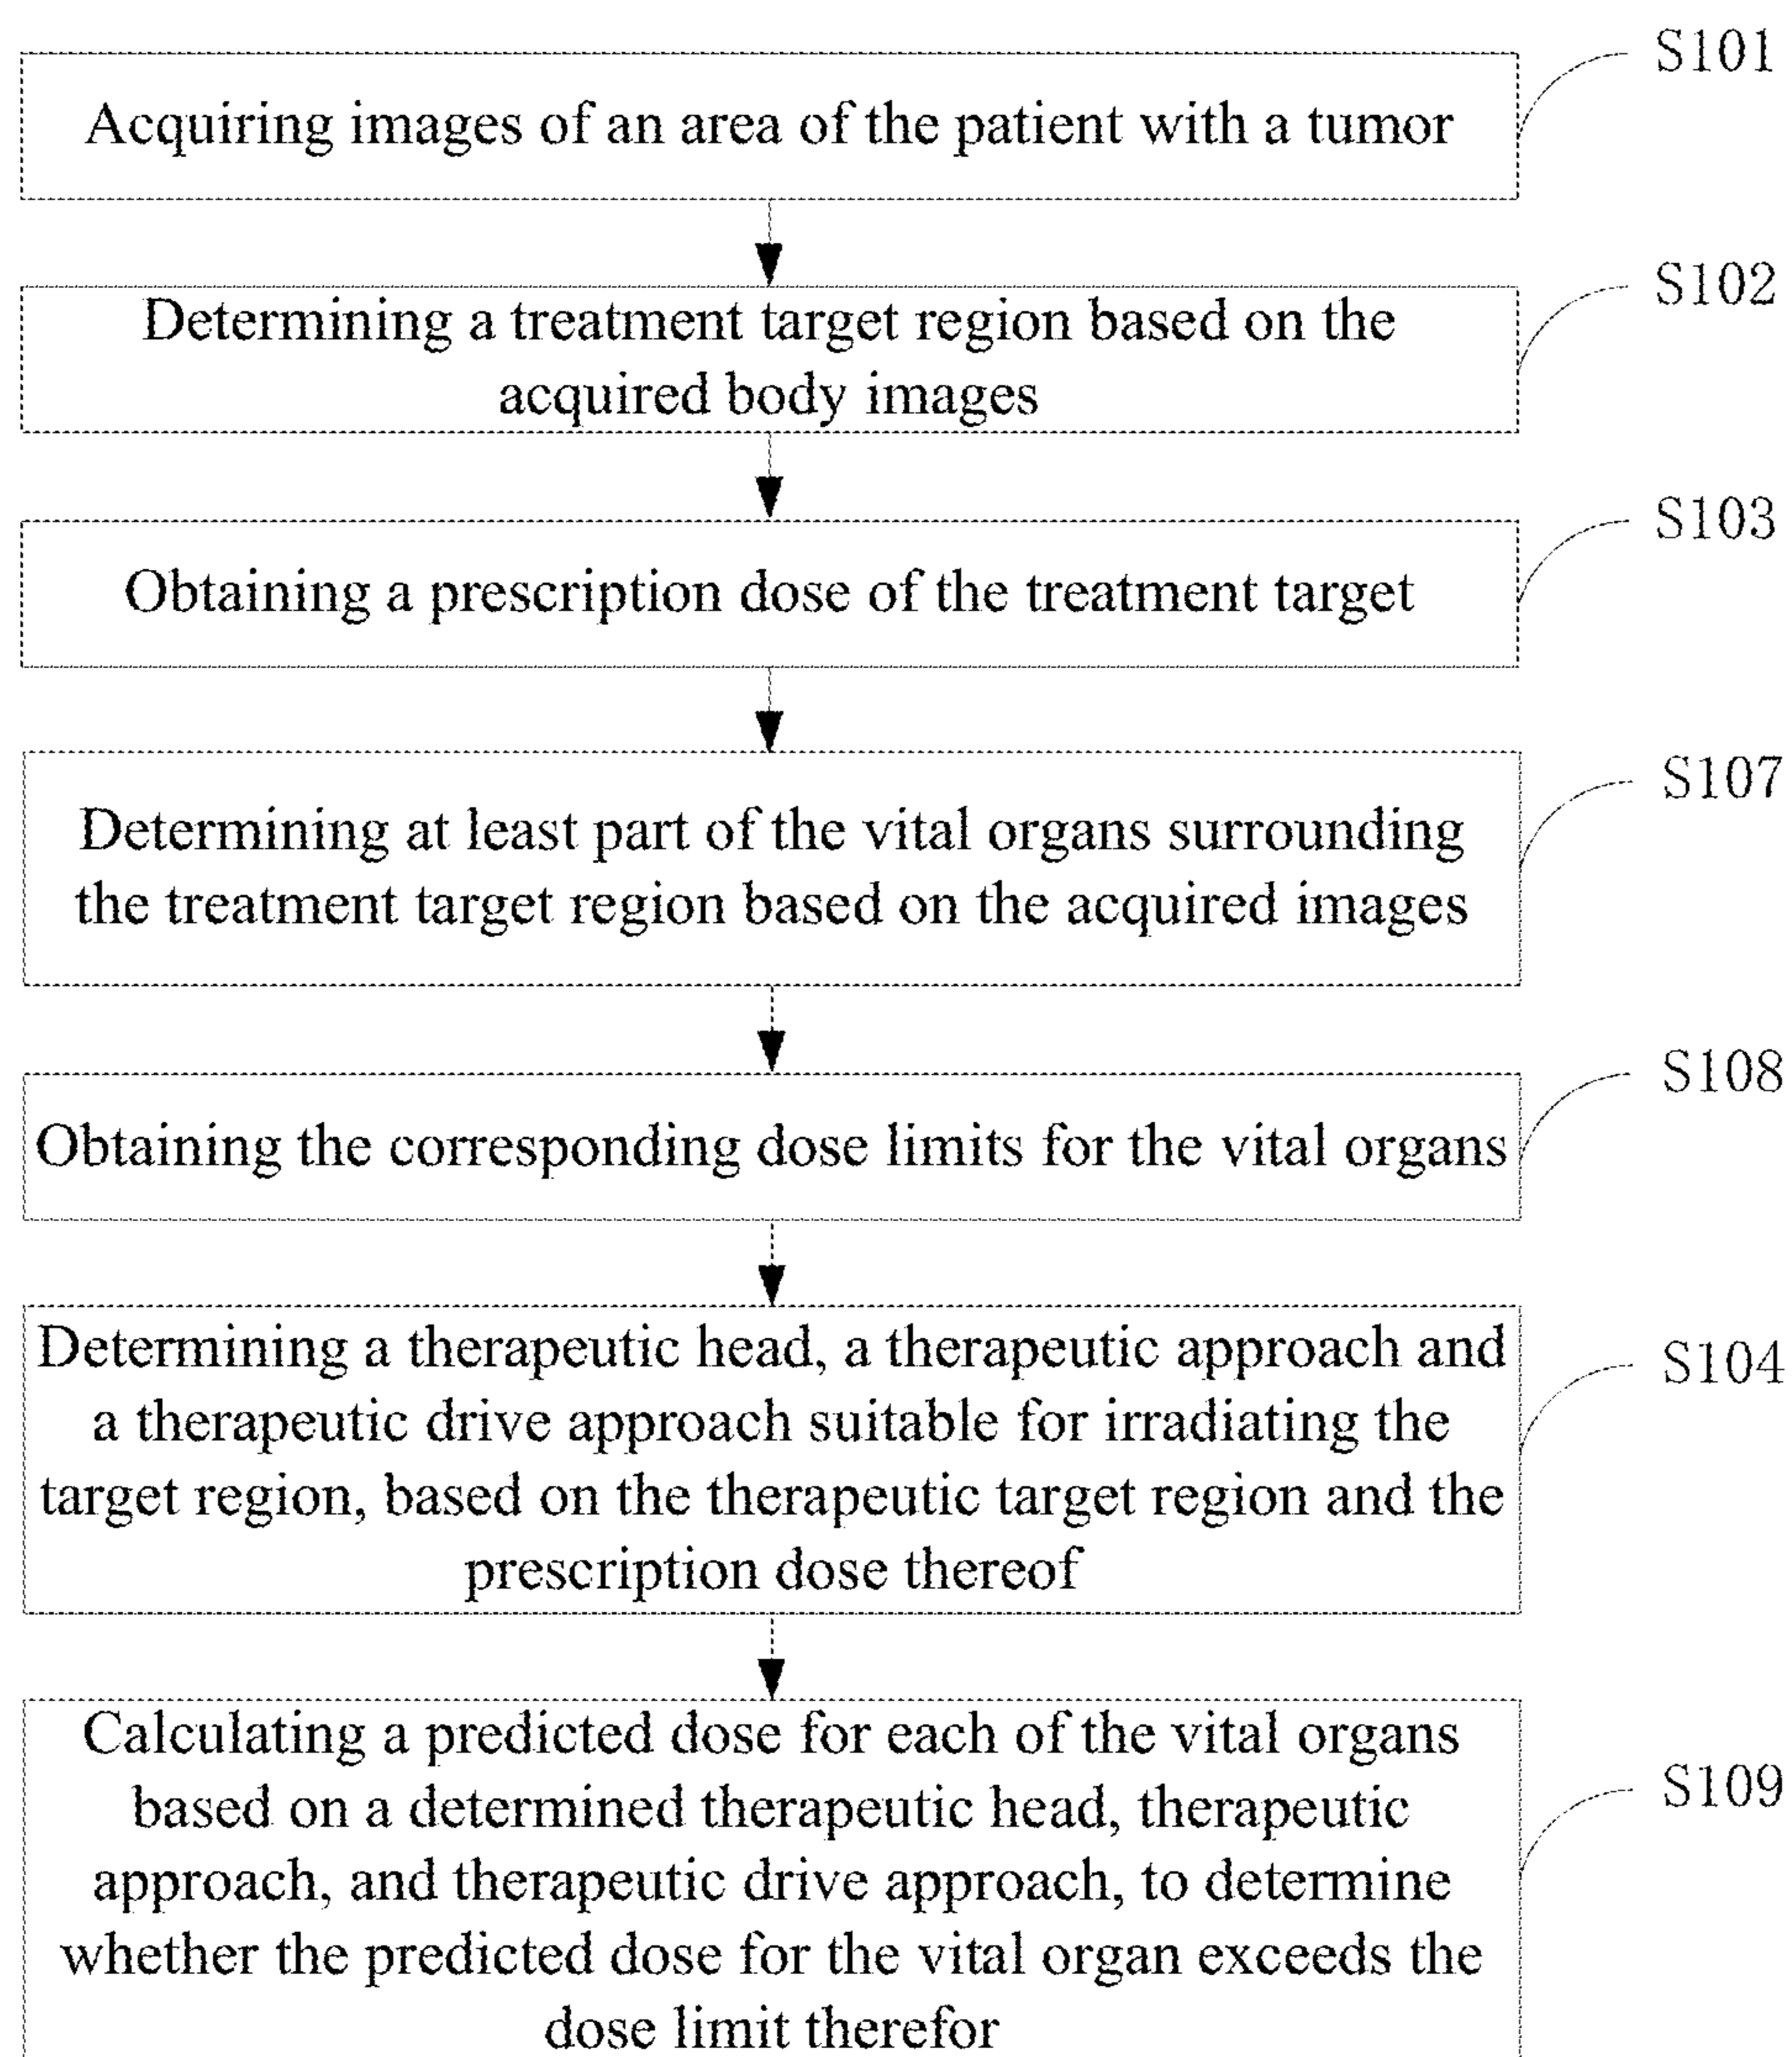 S101
Acquiring images of an area of the patient with a tumor
S102
Determining a treatment target region based on the
acquired body images
S103
Obtaining a prescription dose of the treatment target
S107
Determining at least part of the vital organs surrounding
the treatment target region based on the acquired images
S108
Obtaining the corresponding dose limits for the vital organs
S104
Determining a therapeutic head, a therapeutic approach and
a therapeutic drive approach suitable for irradiating the
target region, based on the therapeutic target region and the
prescription dose thereof
S109
Calculating a predicted dose for each of the vital organs
based on a determined therapeutic head, therapeutic
approach, and therapeutic drive approach, to determine
whether the predicted dose for the vital organ exceeds the
dose limit therefor